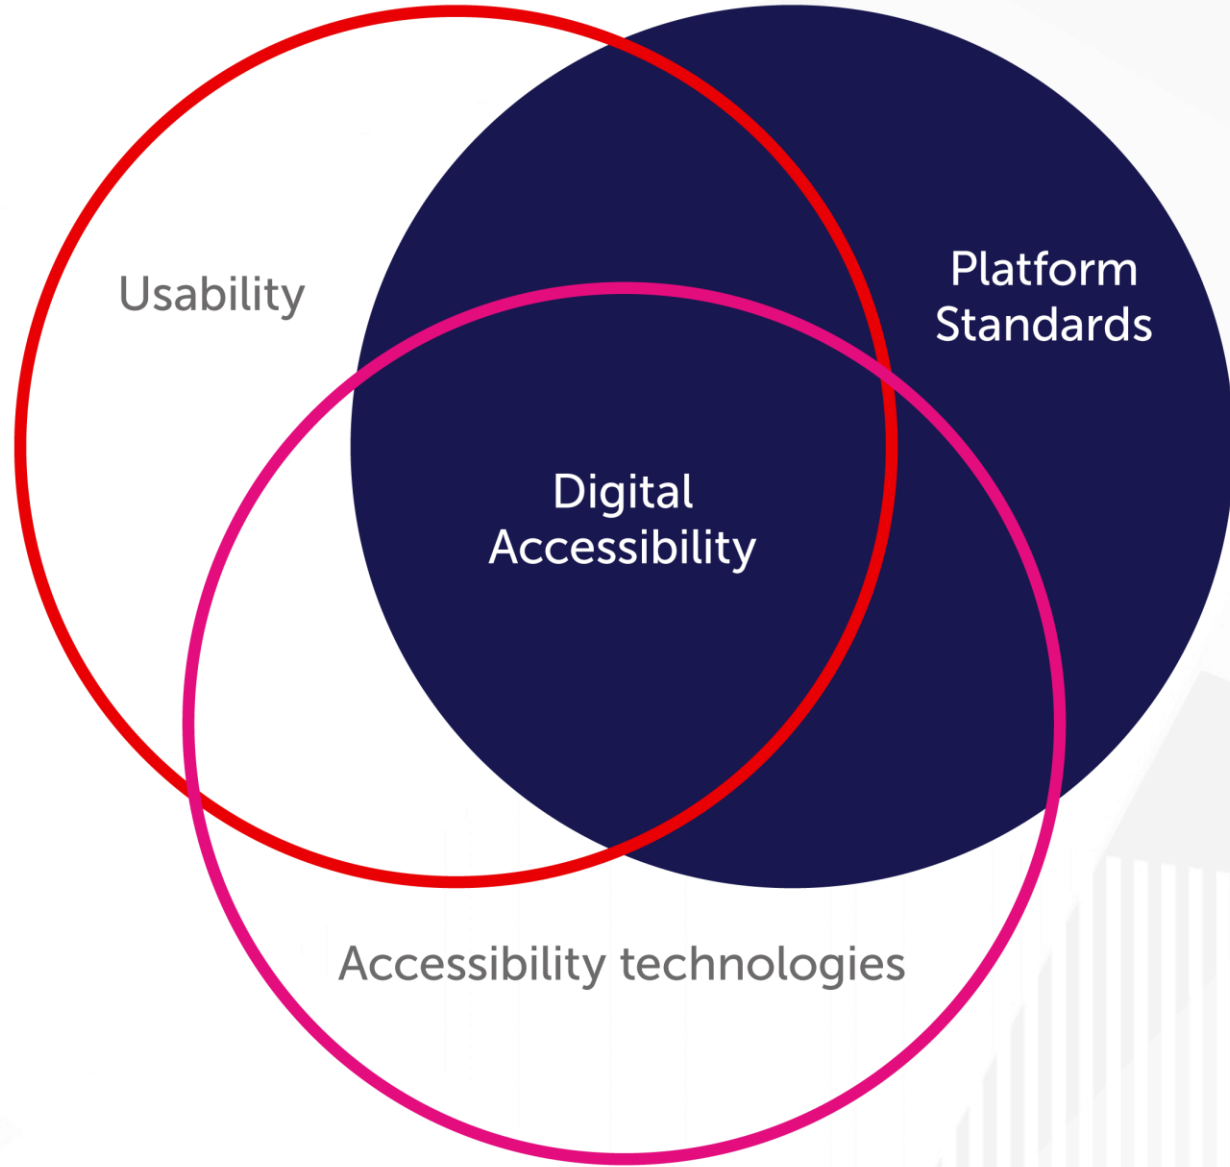 Usability
Platform
Standards
Digital
Accessibility
Accessibility technologies